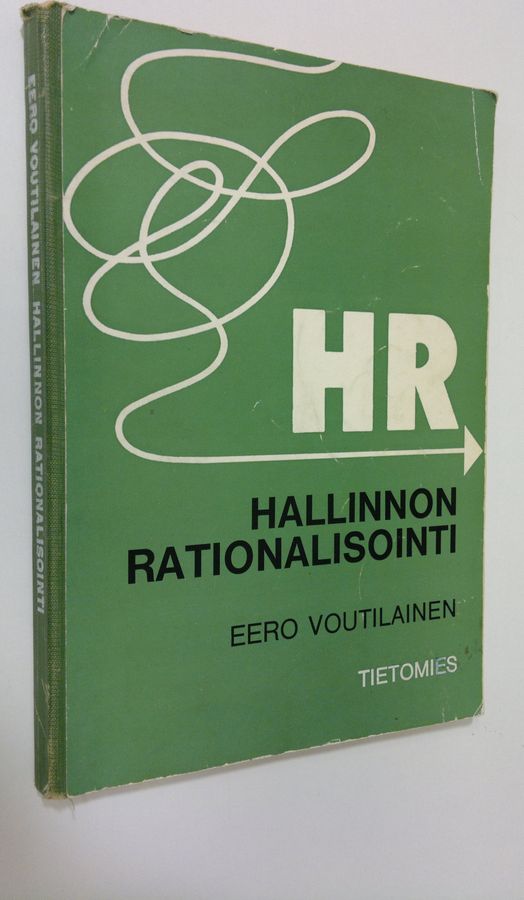 EERO VOUTILAINEN HALLINNON RATIONALISOINTI
HR
HALLINNON
RATIONALISOINTI
EERO VOUTILAINEN
TIETOMIES